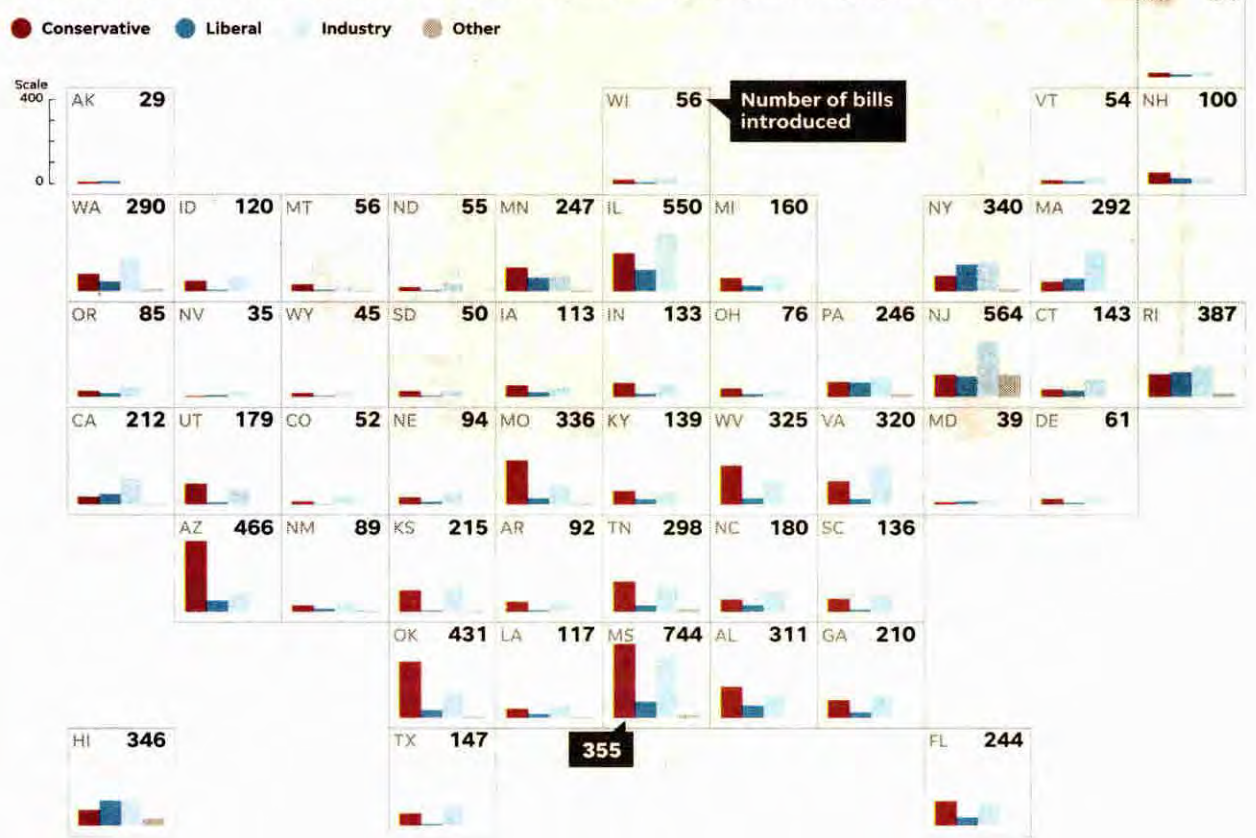 Conservative Liberal Industry Other
Scale
400
0
AK 29
WI 56
Number of bills
introduced
VT 54
NH 100
WA 290
ID 120
MT 56
ND 55
MN 247
IL 550
MI 160
NY 340
MA 292
OR 85
NV 35
WY 45
SD 50
IA 113
IN 133
OH 76
PA 246
NJ 564
CT 143
RI 387
CA 212
UT 179
CO 52
NE 94
MO 336
KY 139
WV 325
VA 320
MD 39
DE 61
AZ 466
NM 89
KS 215
AR 92
TN 298
NC 180
SC 136
OK 431
LA 117
MS 744
AL 311
GA 210
355
HI 346
TX 147
FL 244